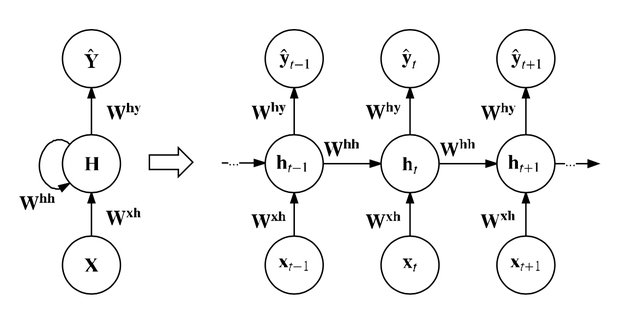 Ŷ ŷt−1 ŷt ŷt+1
Why Why Why Why
Whh Whh
H ht−1 ht ht+1
... ...
Whh
Wxh Wxh Wxh Wxh
X xt−1 xt xt+1